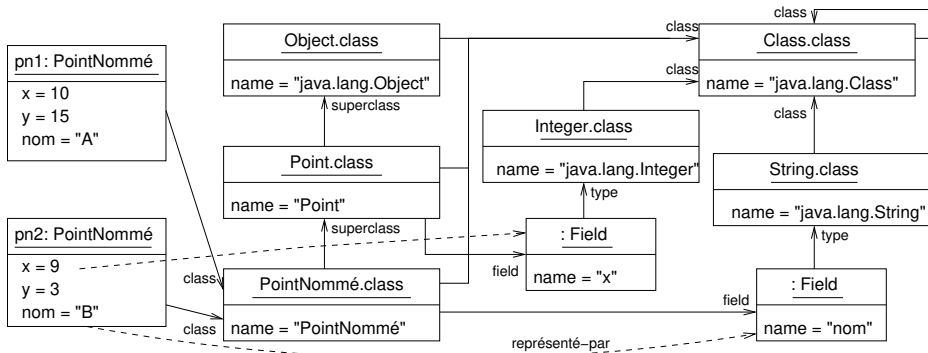 class
class
Object.class
class
Class.class
pn1: PointNommé
name = "java.lang.Object"
class
name = "java.lang.Class"
x = 10
y = 15
nom = "A"
superclass
class
Integer.class
Point.class
name = "java.lang.Integer"
String.class
name = "Point"
type
name = "java.lang.String"
pn2: PointNommé
superclass
: Field
type
x = 9
y = 3
nom = "B"
class
PointNommé.class
field
name = "x"
: Field
field
class
name = "PointNommé"
name = "nom"
représenté-par